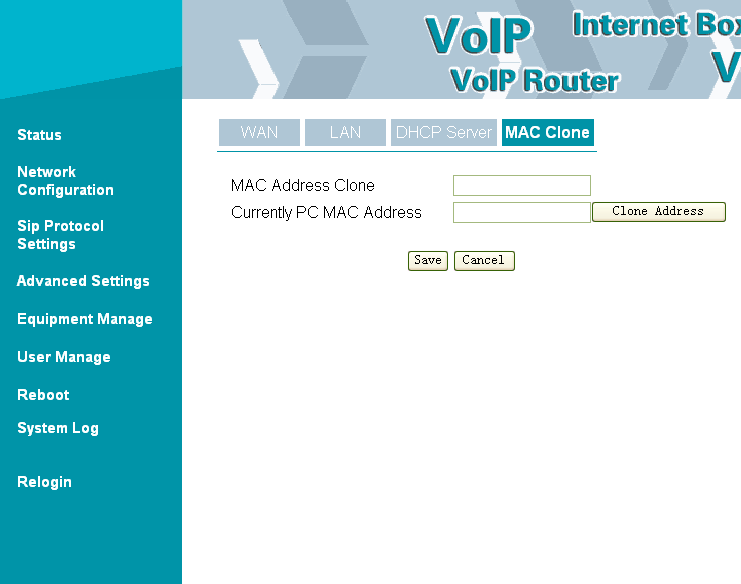 VoIP
Internet Box
VoIP Router
V
WAN
LAN
DHCP Server
MAC Clone
Status
Network
Configuration
Sip Protocol
Settings
Advanced Settings
Equipment Manage
User Manage
Reboot
System Log
Relogin
MAC Address Clone
Currently PC MAC Address
Clone Address
Save
Cancel